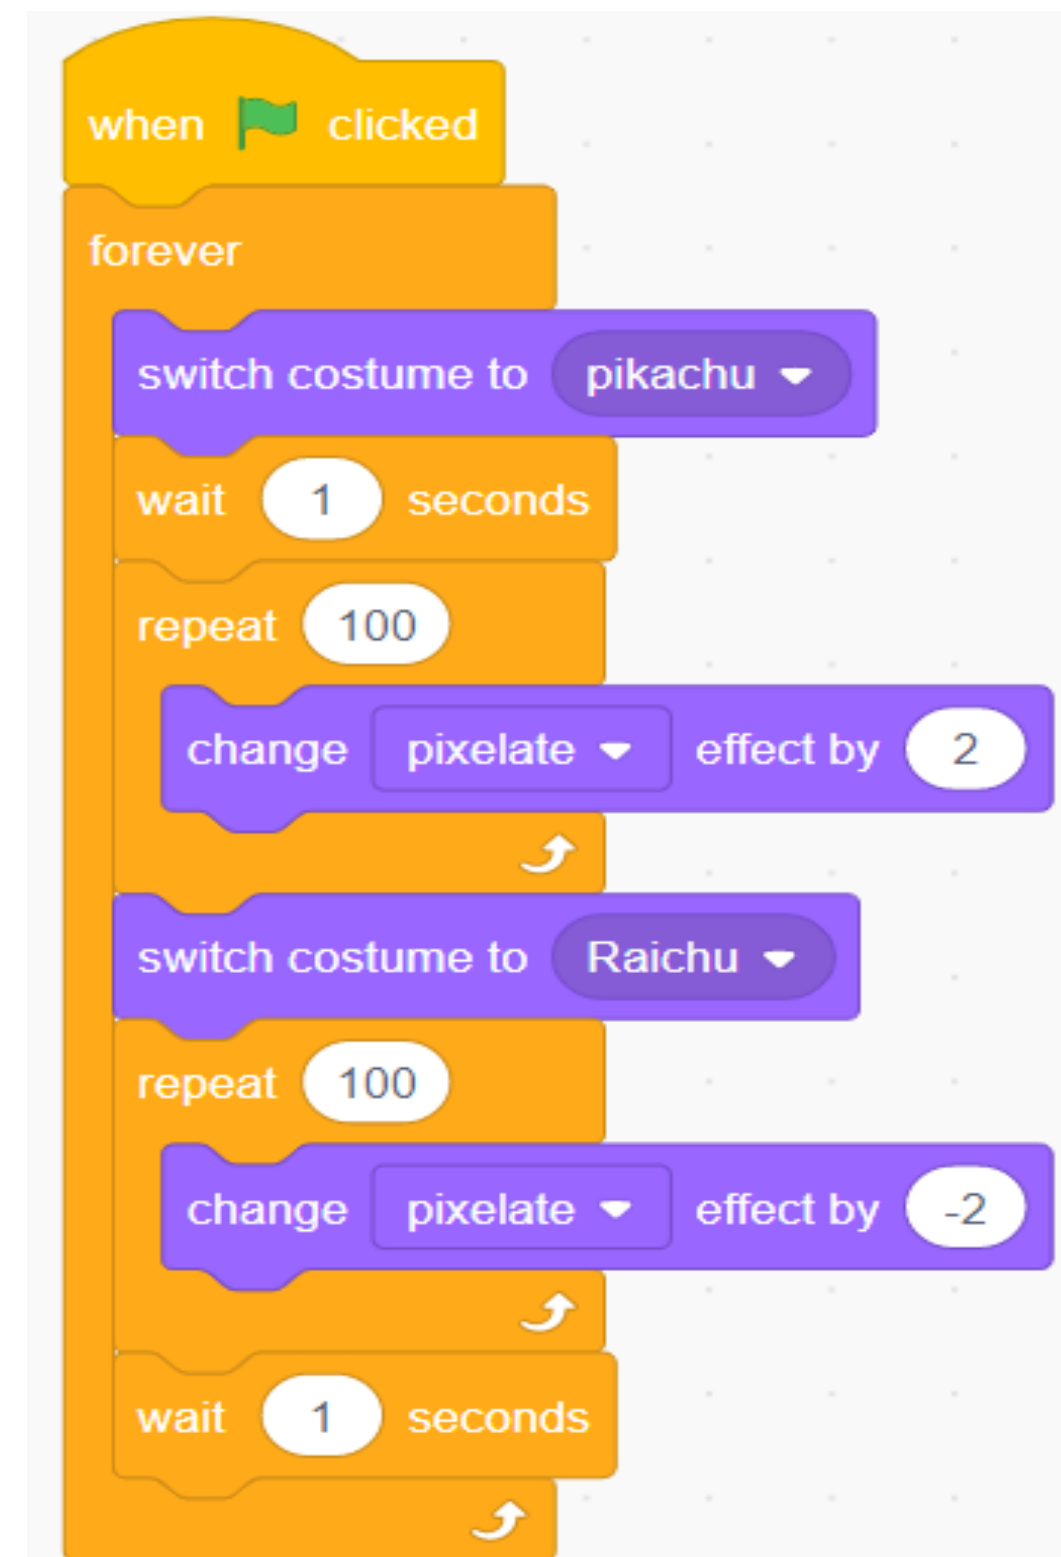 when clicked
forever
switch costume to pikachu
wait 1 seconds
repeat 100
change pixelate effect by 2
switch costume to Raichu
repeat 100
change pixelate effect by -2
wait 1 seconds